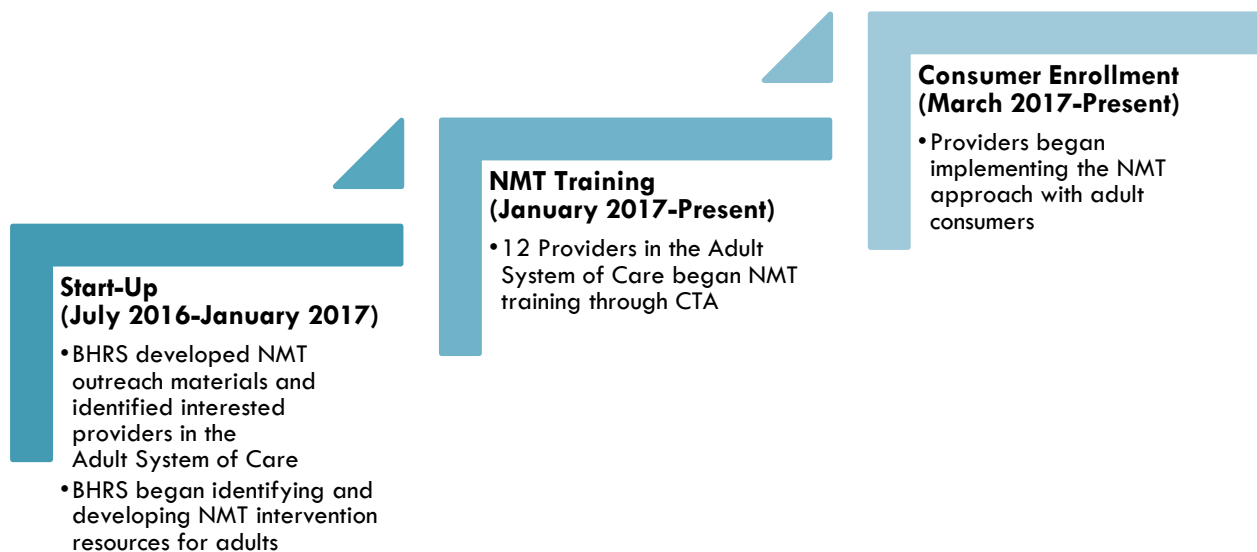 Start-Up
(July 2016-January 2017)
•BHRS developed NMT
outreach materials and
identified interested
providers in the
Adult System of Care
•BHRS began identifying and
developing NMT intervention
resources for adults
NMT Training
(January 2017-Present)
•12 Providers in the Adult
System of Care began NMT
training through CTA
Consumer Enrollment
(March 2017-Present)
•Providers began
implementing the NMT
approach with adult
consumers